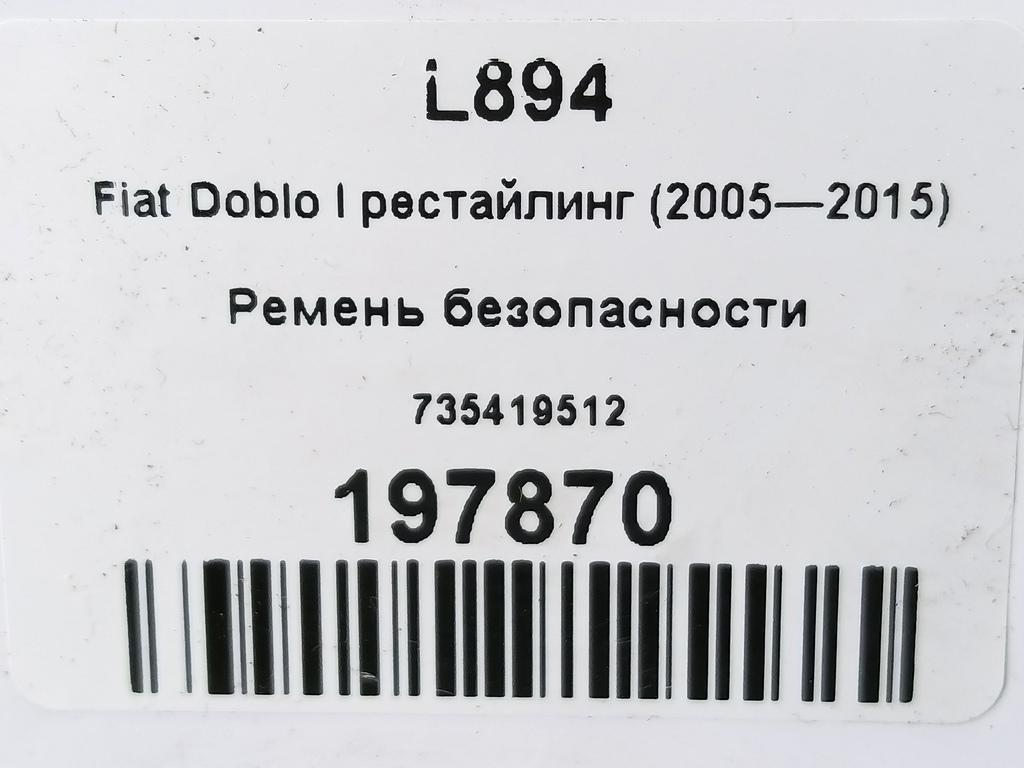 L894
Fiat Doblo I рестайлинг (2005—2015)
Ремень безопасности
735419512
197870